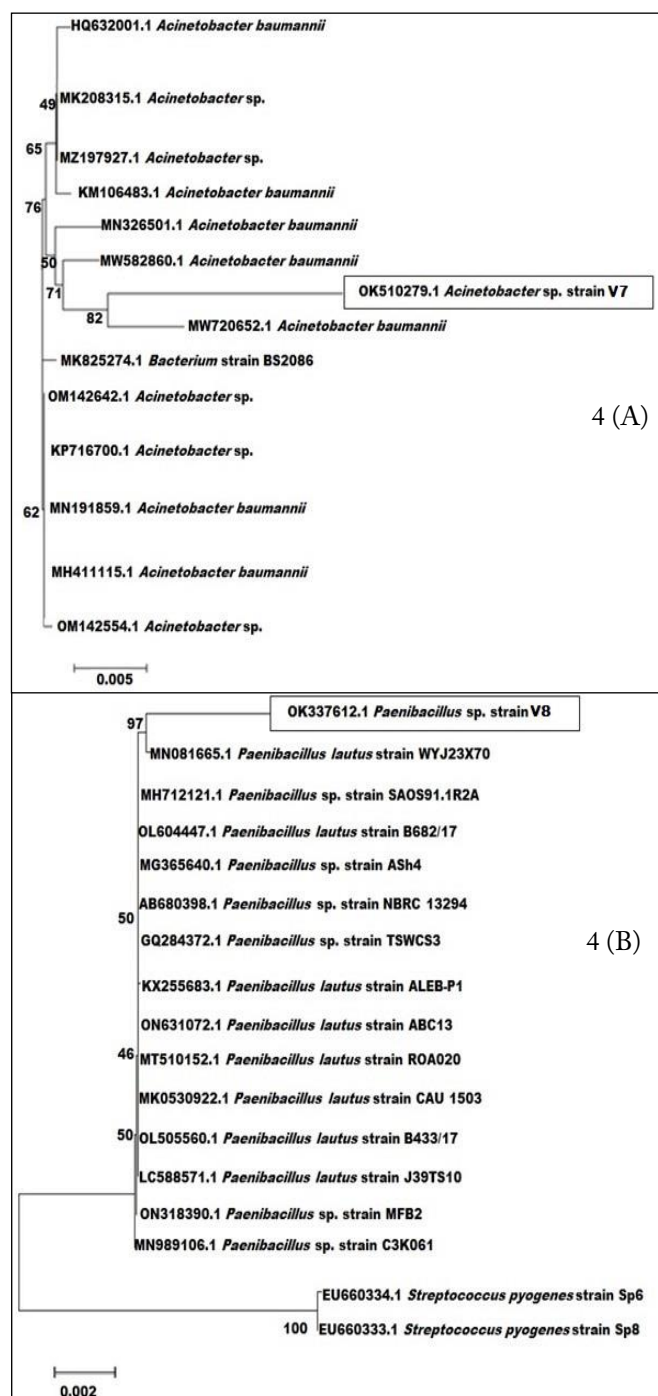 HQ632001.1 Acinetobacter baumannii
49
MK208315.1 Acinetobacter sp.
65
MZ197927.1 Acinetobacter sp.
KM106483.1 Acinetobacter baumannii
76
MN326501.1 Acinetobacter baumannii
50
MW582860.1 Acinetobacter baumannii
71
OK510279.1 Acinetobacter sp. strain V7
82
MW720652.1 Acinetobacter baumannii
MK825274.1 Bacterium strain BS2086
OM142642.1 Acinetobacter sp.
4 (A)
KP716700.1 Acinetobacter sp.
62
MN191859.1 Acinetobacter baumannii
MH411115.1 Acinetobacter baumannii
OM142554.1 Acinetobacter sp.
0.005
OK337612.1 Paenibacillus sp. strain V8
97
MN081665.1 Paenibacillus lautus strain WYJ23X70
MH712121.1 Paenibacillus sp. strain SAOS91.1R2A
OL604447.1 Paenibacillus lautus strain B682/17
MG365640.1 Paenibacillus sp. strain ASh4
AB680398.1 Paenibacillus sp. strain NBRC 13294
50
GQ284372.1 Paenibacillus sp. strain TSWCS3
4 (B)
KX255683.1 Paenibacillus lautus strain ALEB-P1
ON631072.1 Paenibacillus lautus strain ABC13
46
MT510152.1 Paenibacillus lautus strain ROA020
MK0530922.1 Paenibacillus lautus strain CAU 1503
50
OL505560.1 Paenibacillus lautus strain B433/17
LC588571.1 Paenibacillus lautus strain J39TS10
ON318390.1 Paenibacillus sp. strain MFB2
MN989106.1 Paenibacillus sp. strain C3K061
EU660334.1 Streptococcus pyogenes strain Sp6
100
EU660333.1 Streptococcus pyogenes strain Sp8
0.002